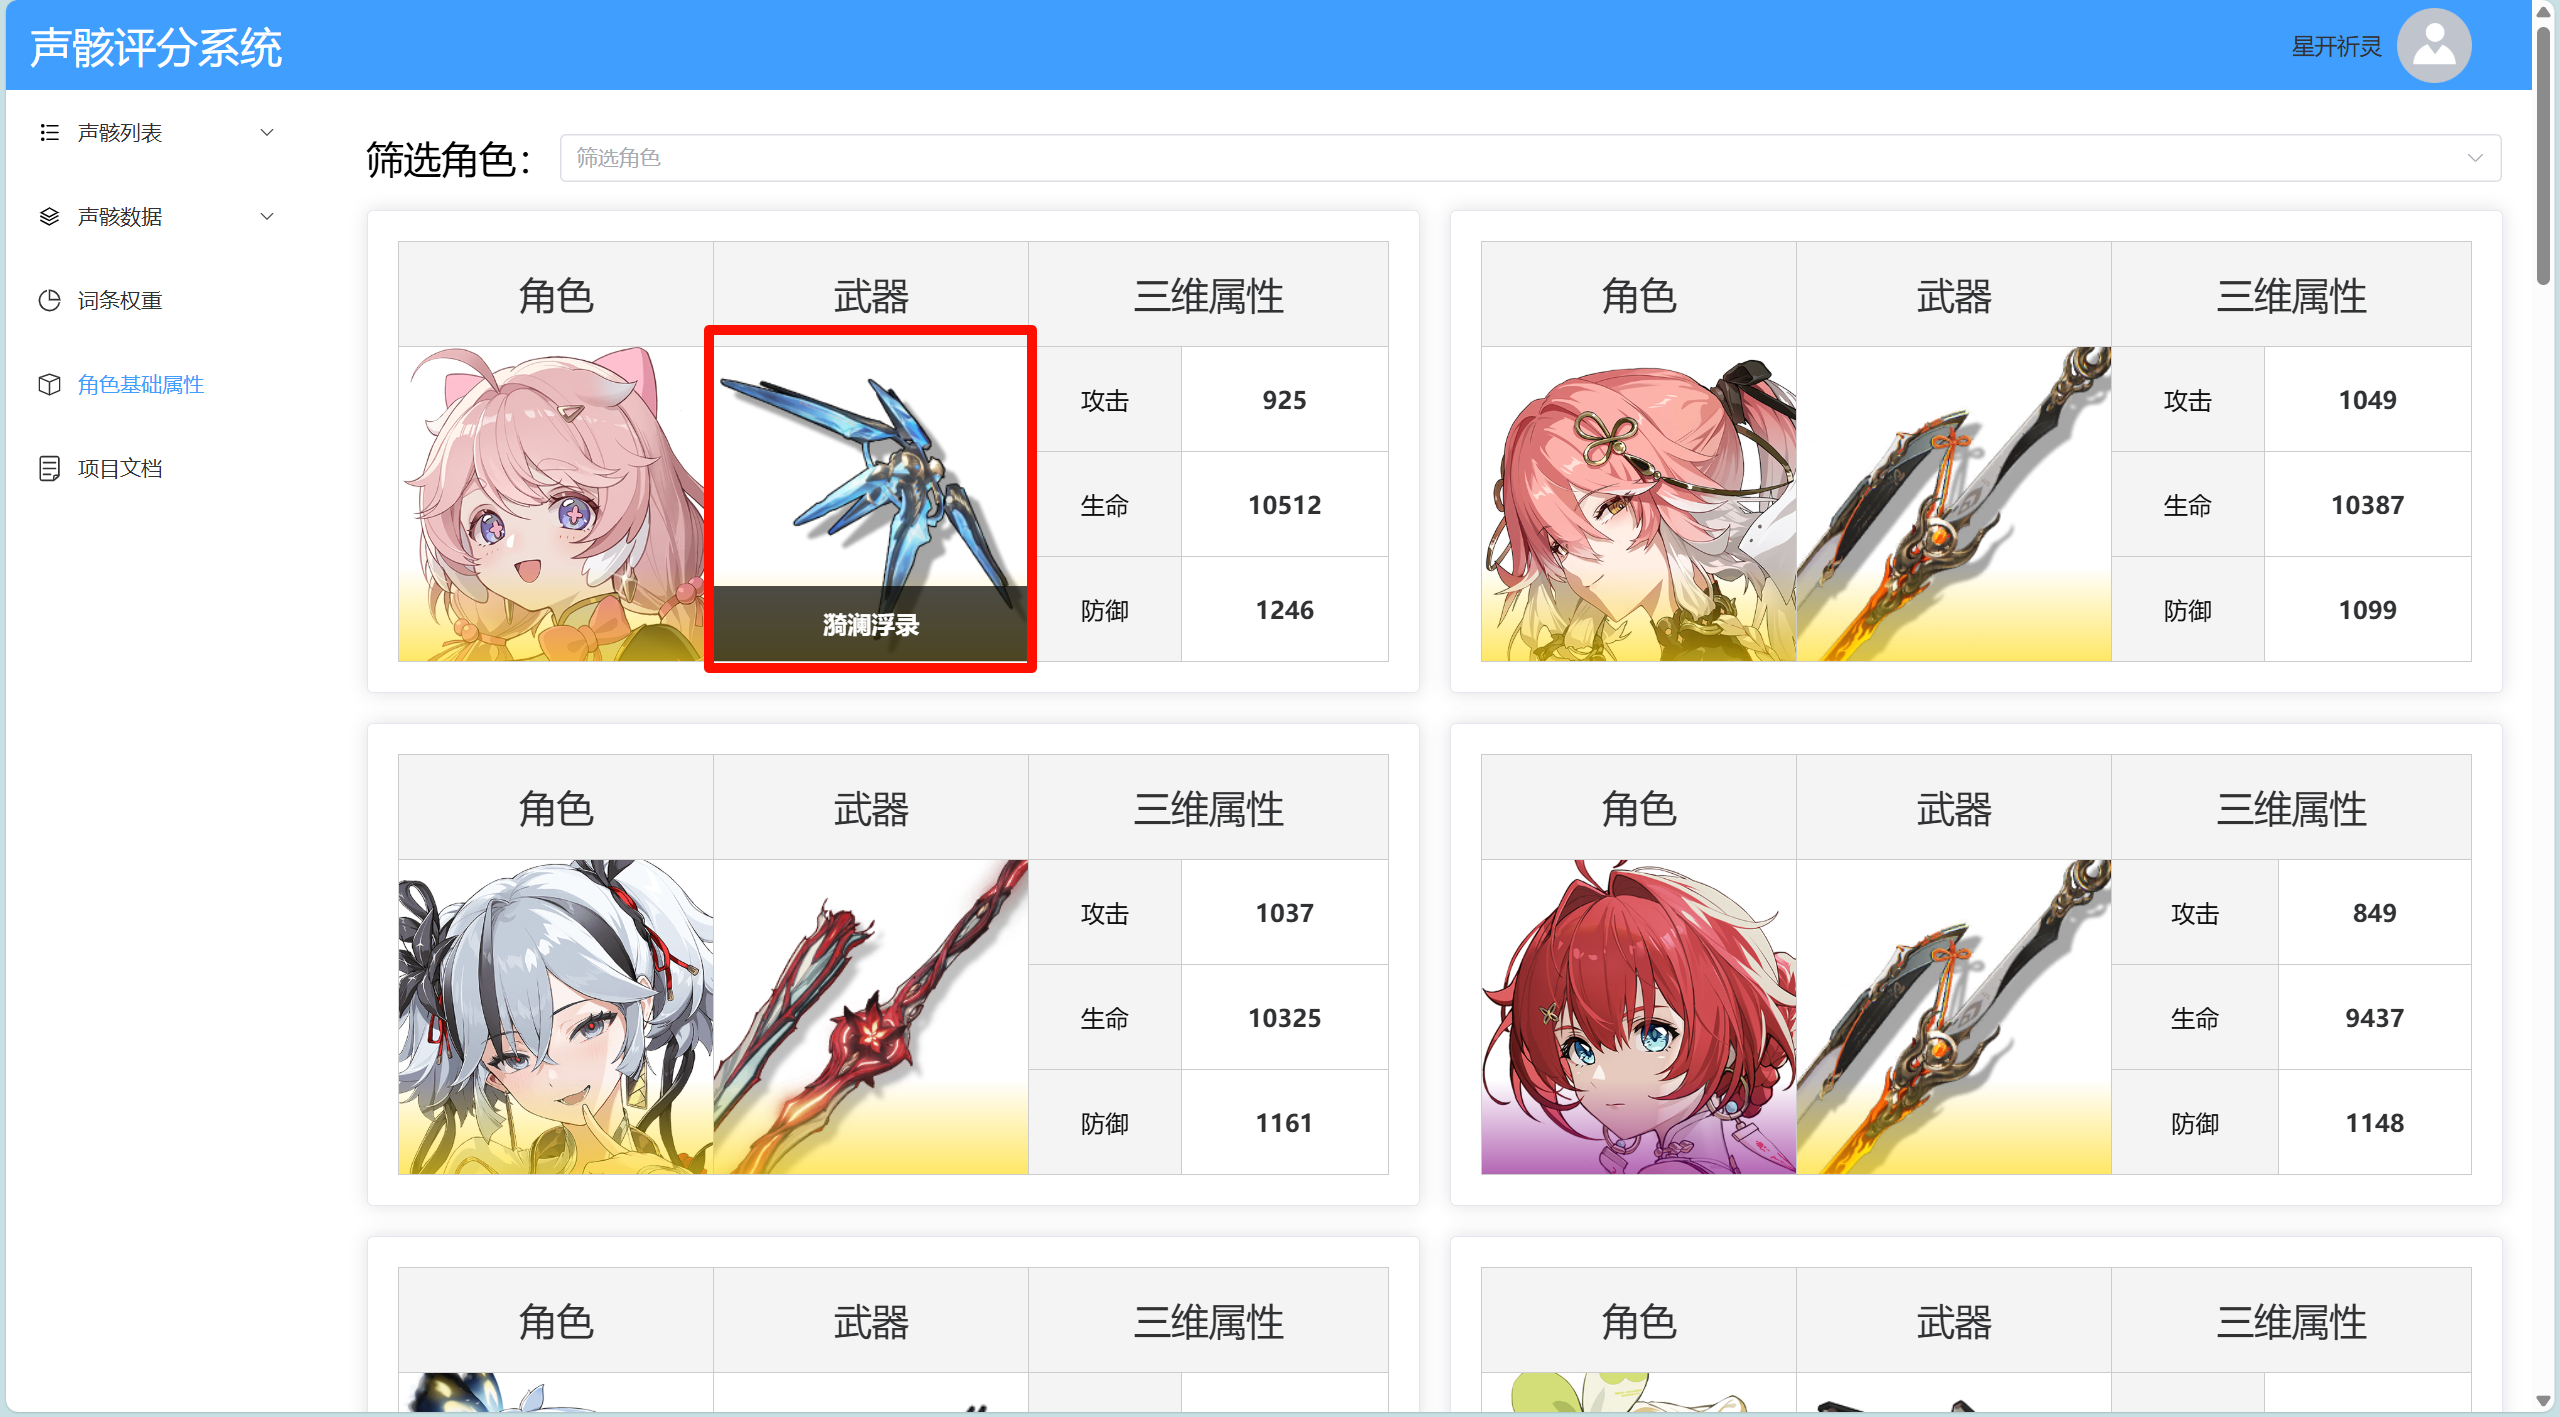 声骸评分系统
星开祈灵
声骸列表
声骸数据
词条权重
角色基础属性
项目文档
筛选角色：
筛选角色
角色 武器 三维属性
攻击 925
生命 10512
防御 1246
漪澜浮录
角色 武器 三维属性
攻击 1049
生命 10387
防御 1099
角色 武器 三维属性
攻击 1037
生命 10325
防御 1161
角色 武器 三维属性
攻击 849
生命 9437
防御 1148
角色 武器 三维属性
角色 武器 三维属性